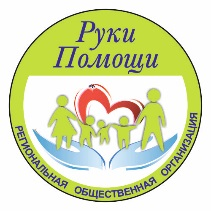 Руки
Помощи
РЕГИОНАЛЬНАЯ ОБЩЕСТВЕННАЯ ОРГАНИЗАЦИЯ